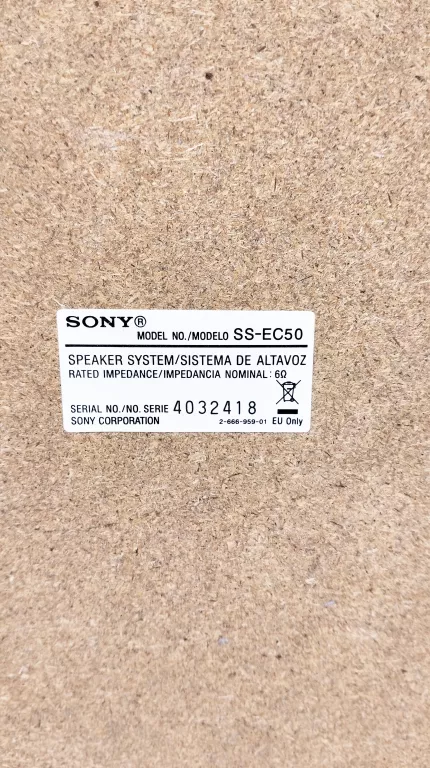 SONY®
MODEL NO./MODELO SS-EC50
SPEAKER SYSTEM/SISTEMA DE ALTAVOZ
RATED IMPEDANCE/IMPEDANCIA NOMINAL: 6Ω
SERIAL NO./NO. SERIE 4032418
SONY CORPORATION 2-666-959-01 EU Only